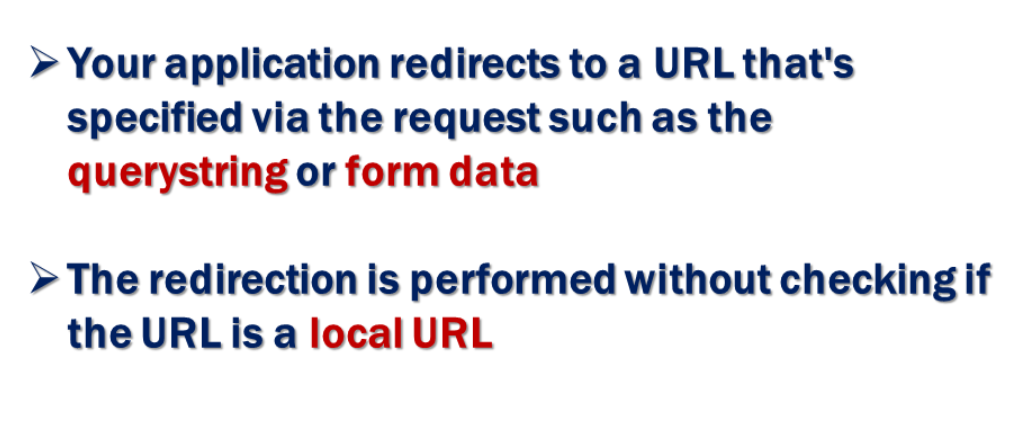 ➢ Your application redirects to a URL that's
specified via the request such as the
querystring or form data
➢ The redirection is performed without checking if
the URL is a local URL